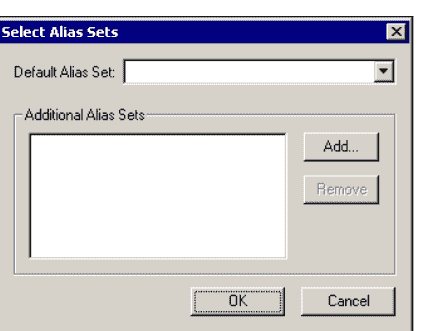 Select Alias Sets
Default Alias Set:
Additional Alias Sets
Add...
Remove
OK
Cancel